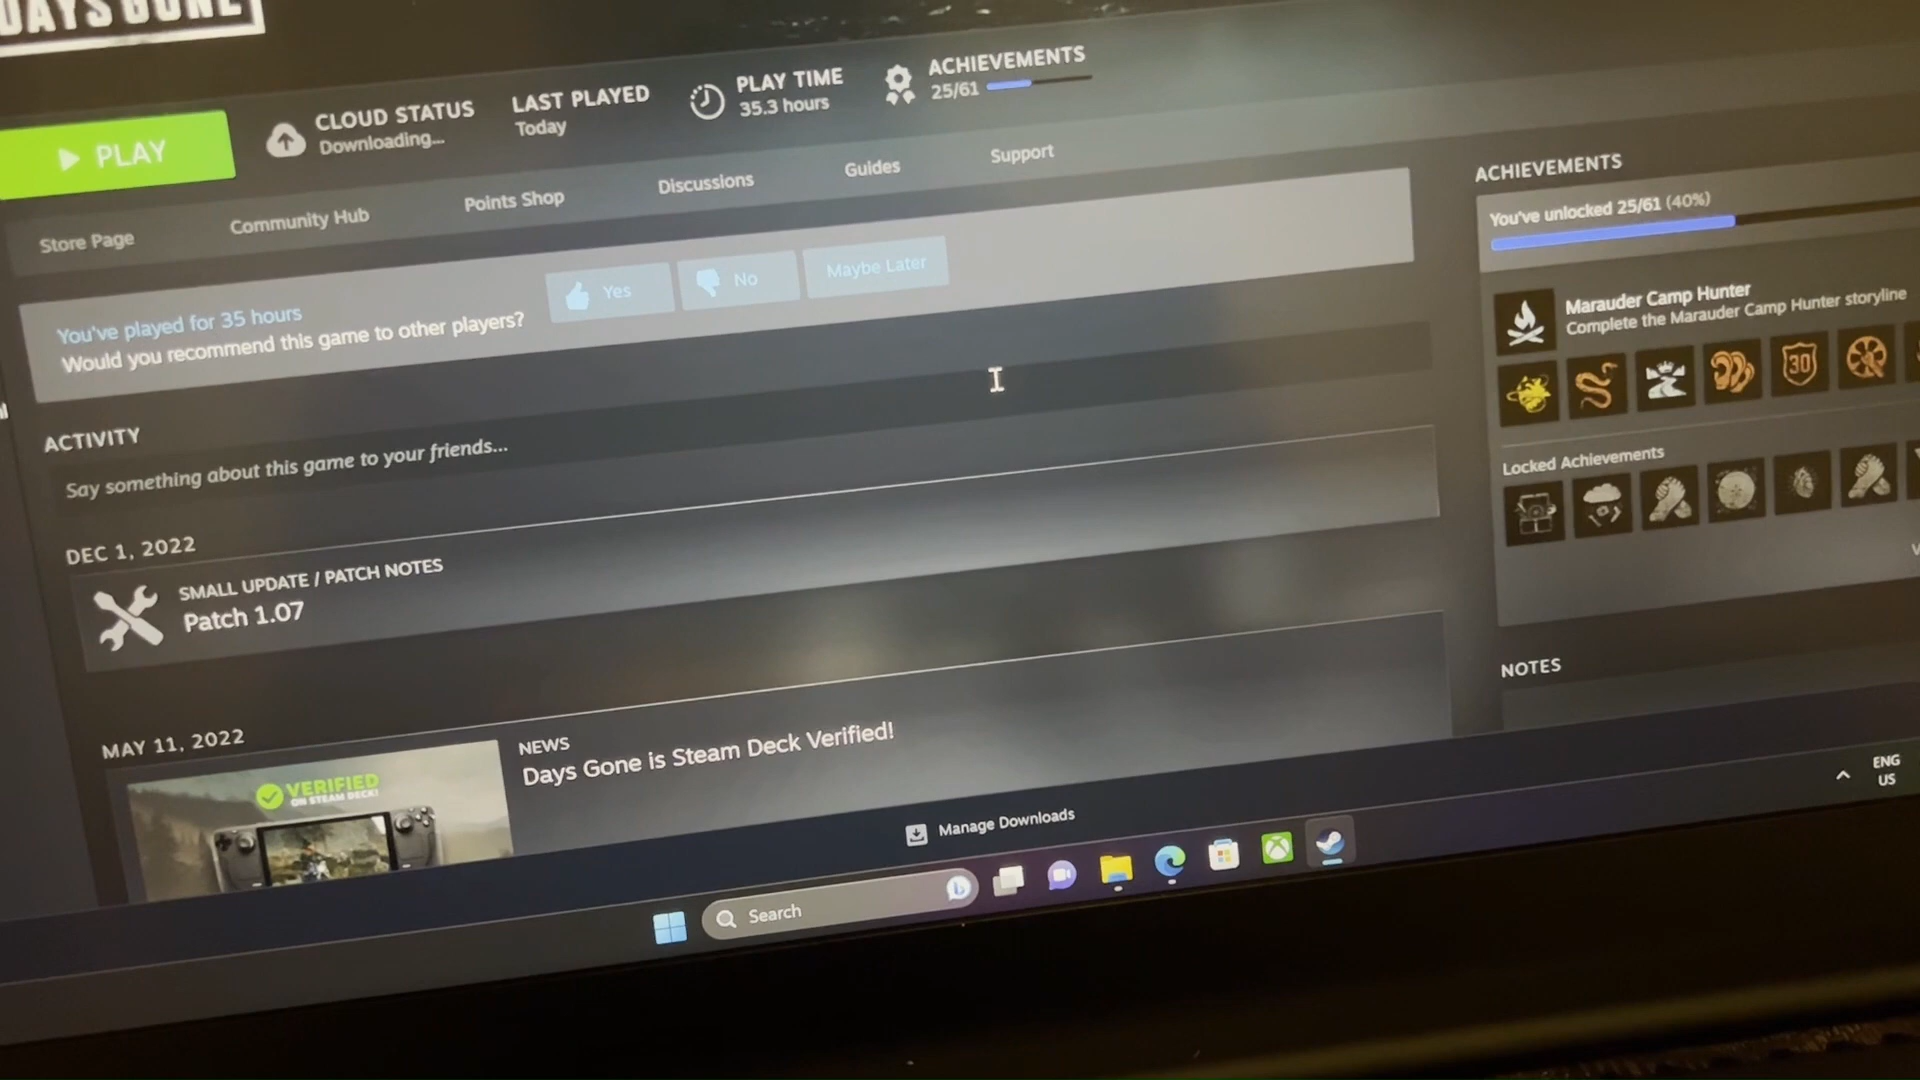 DAYS GONE
PLAY
CLOUD STATUS
Downloading...
LAST PLAYED
Today
PLAY TIME
35.3 hours
ACHIEVEMENTS
25/61
Store Page
Community Hub
Points Shop
Discussions
Guides
Support
You've played for 35 hours
Would you recommend this game to other players?
Yes
No
Maybe Later
ACTIVITY
Say something about this game to your friends...
DEC 1, 2022
SMALL UPDATE / PATCH NOTES
Patch 1.07
MAY 11, 2022
VERIFIED
ON STEAM DECK!
NEWS
Days Gone is Steam Deck Verified!
ACHIEVEMENTS
You've unlocked 25/61 (40%)
Marauder Camp Hunter
Complete the Marauder Camp Hunter storyline
30
Locked Achievements
NOTES
Manage Downloads
Search
ENG
US